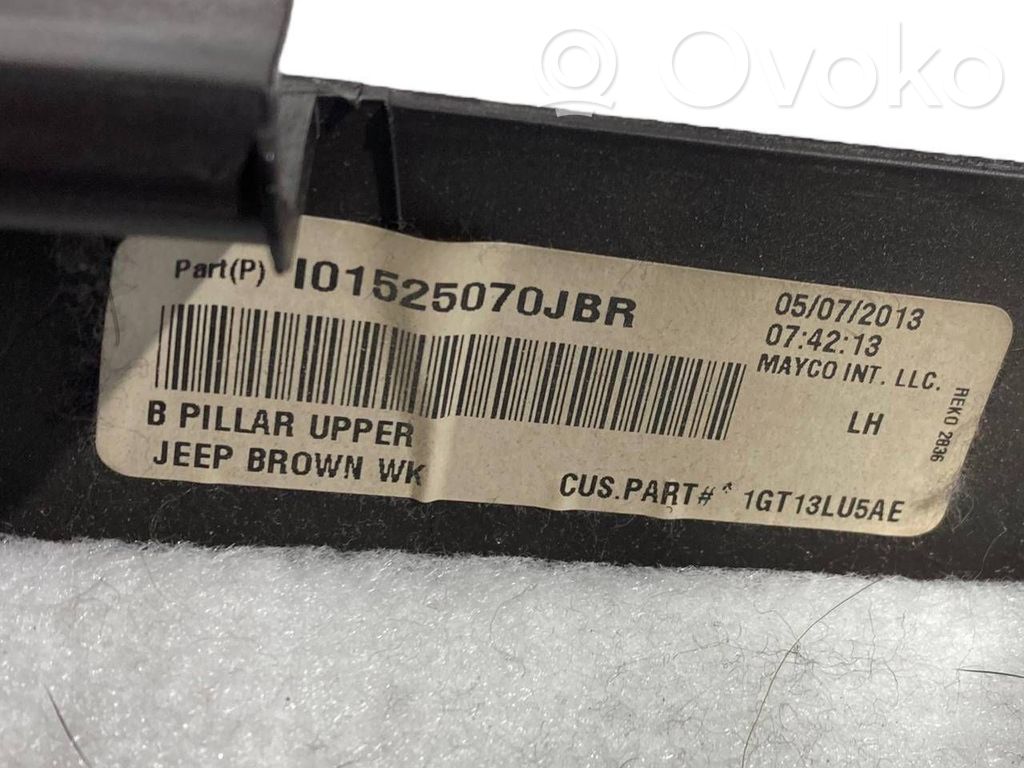 Ovoko
Part(P) I01525070JBR
05/07/2013
07:42:13
MAYCO INT. LLC.
B PILLAR UPPER
LH
JEEP BROWN WK
CUS.PART# * 1GT13LU5AE
REKO 2836